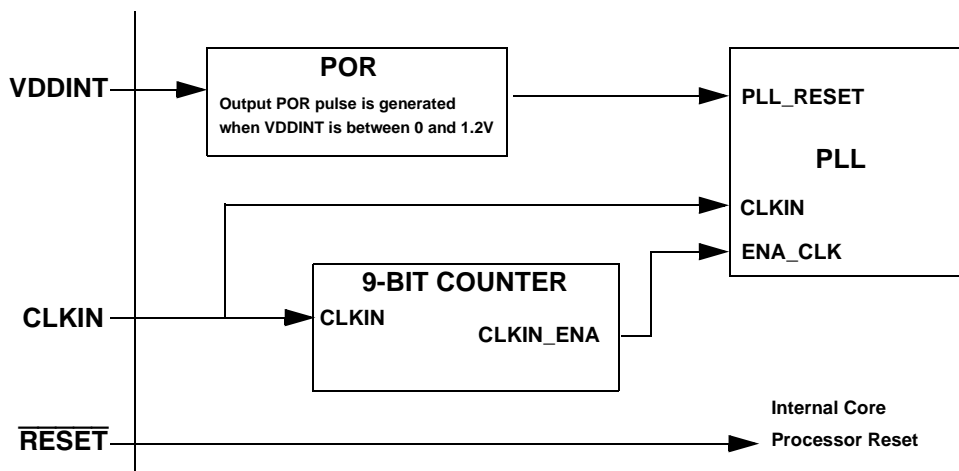 VDDINT
POR
Output POR pulse is generated
when VDDINT is between 0 and 1.2V
PLL_RESET
PLL
CLKIN
ENA_CLK
9-BIT COUNTER
CLKIN
CLKIN
CLKIN_ENA
RESET
Internal Core
Processor Reset